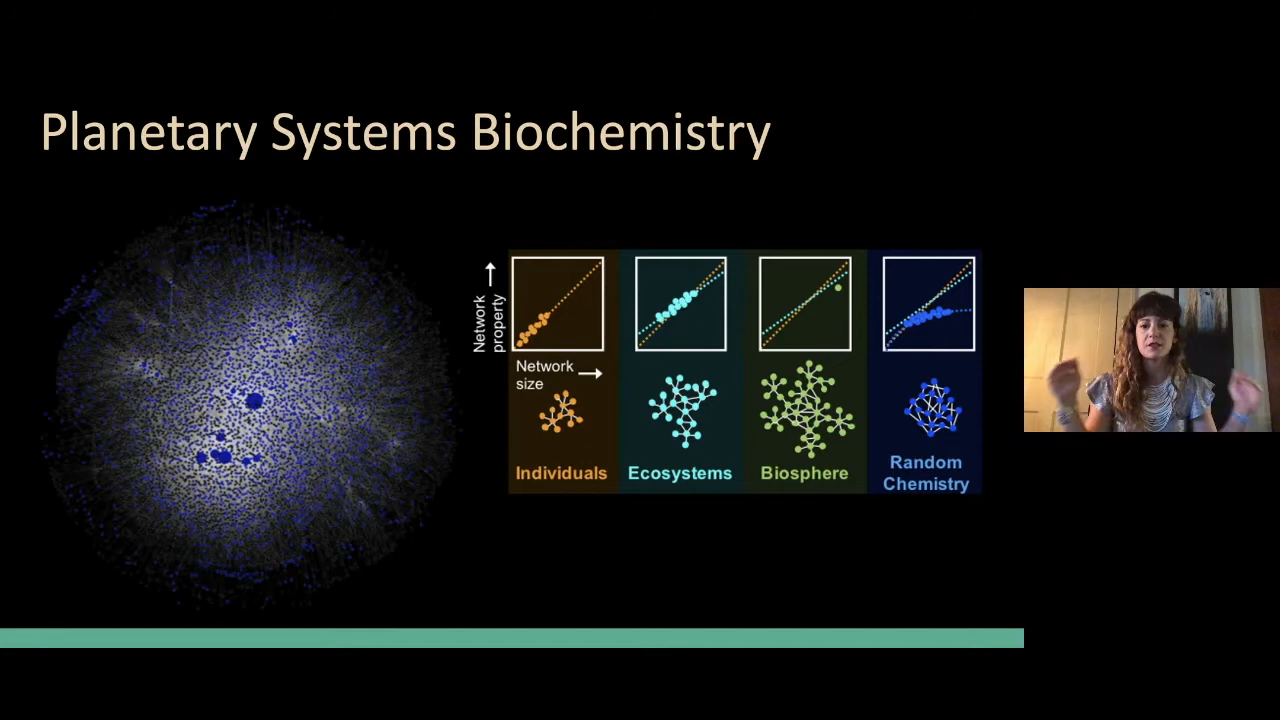 Planetary Systems Biochemistry
Network
property
Network
size
Individuals
Ecosystems
Biosphere
Random
Chemistry